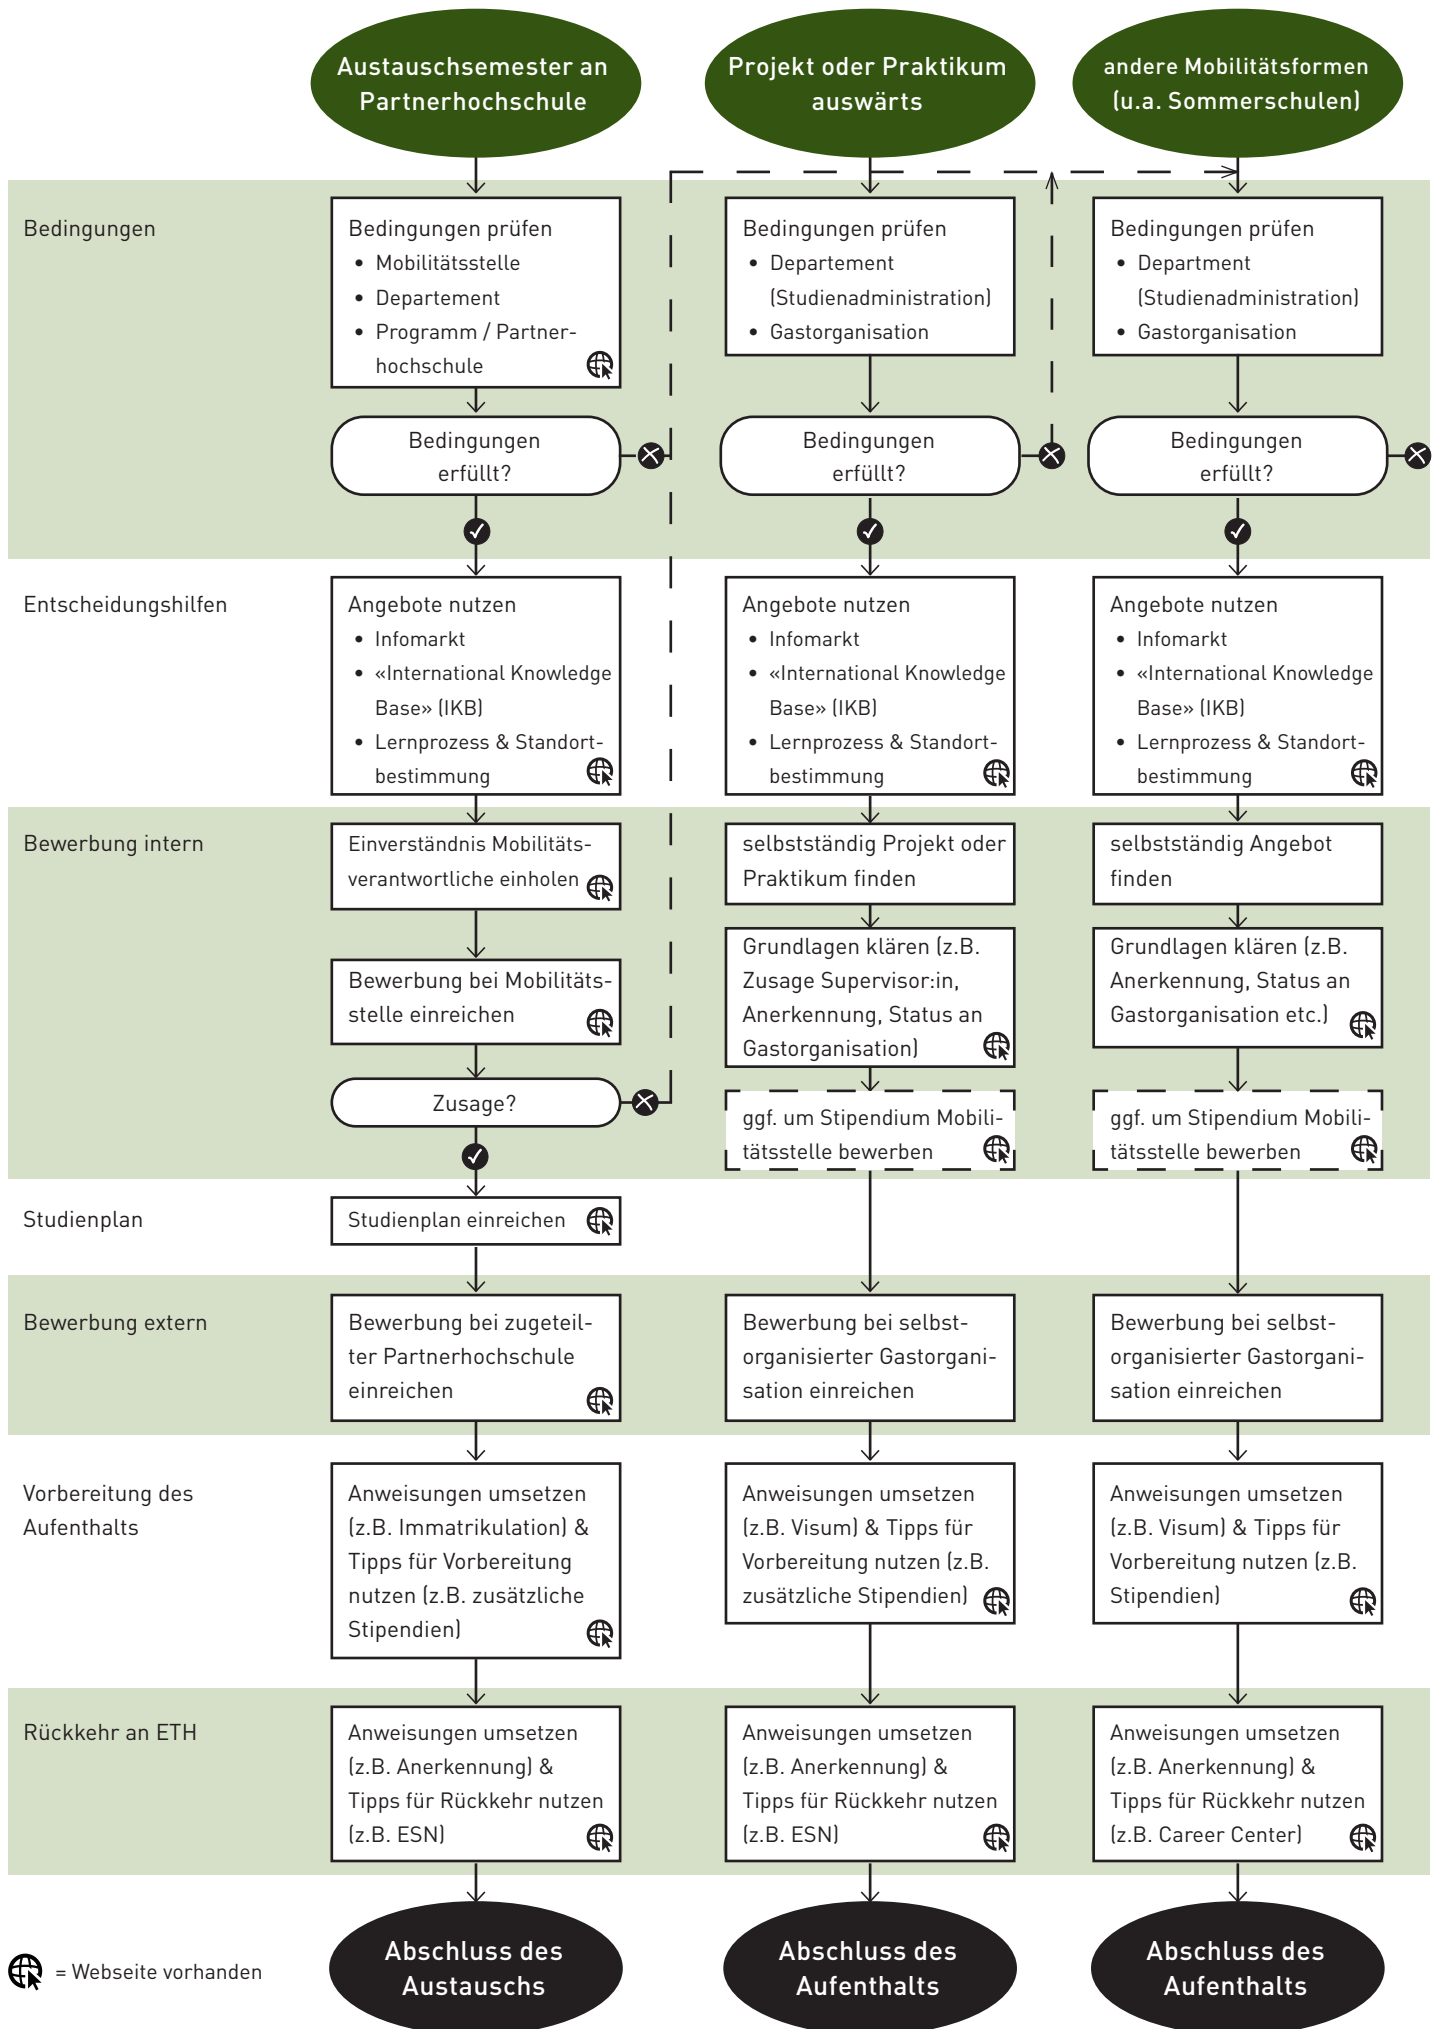 Austauschsemester an
Partnerhochschule
Projekt oder Praktikum
auswärts
andere Mobilitätsformen
(u.a. Sommerschulen)
Bedingungen
Bedingungen prüfen
• Mobilitätsstelle
• Departement
• Programm / Partner-
hochschule
Bedingungen prüfen
• Departement
(Studienadministration)
• Gastorganisation
Bedingungen prüfen
• Department
(Studienadministration)
• Gastorganisation
Bedingungen
erfüllt?
Bedingungen
erfüllt?
Bedingungen
erfüllt?
Entscheidungshilfen
Angebote nutzen
• Infomarkt
• «International Knowledge
Base» (IKB)
• Lernprozess & Standort-
bestimmung
Angebote nutzen
• Infomarkt
• «International Knowledge
Base» (IKB)
• Lernprozess & Standort-
bestimmung
Angebote nutzen
• Infomarkt
• «International Knowledge
Base» (IKB)
• Lernprozess & Standort-
bestimmung
Bewerbung intern
Einverständnis Mobilitäts-
verantwortliche einholen
selbstständig Projekt oder
Praktikum finden
selbstständig Angebot
finden
Bewerbung bei Mobilitäts-
stelle einreichen
Grundlagen klären (z.B.
Zusage Supervisor:in,
Anerkennung, Status an
Gastorganisation)
Grundlagen klären (z.B.
Anerkennung, Status an
Gastorganisation etc.)
Zusage?
ggf. um Stipendium Mobili-
tätsstelle bewerben
ggf. um Stipendium Mobili-
tätsstelle bewerben
Studienplan
Studienplan einreichen
Bewerbung extern
Bewerbung bei zugeteil-
ter Partnerhochschule
einreichen
Bewerbung bei selbst-
organisierter Gastorgani-
sation einreichen
Bewerbung bei selbst-
organisierter Gastorgani-
sation einreichen
Vorbereitung des
Aufenthalts
Anweisungen umsetzen
(z.B. Immatrikulation) &
Tipps für Vorbereitung
nutzen (z.B. zusätzliche
Stipendien)
Anweisungen umsetzen
(z.B. Visum) & Tipps für
Vorbereitung nutzen (z.B.
zusätzliche Stipendien)
Anweisungen umsetzen
(z.B. Visum) & Tipps für
Vorbereitung nutzen (z.B.
Stipendien)
Rückkehr an ETH
Anweisungen umsetzen
(z.B. Anerkennung) &
Tipps für Rückkehr nutzen
(z.B. ESN)
Anweisungen umsetzen
(z.B. Anerkennung) &
Tipps für Rückkehr nutzen
(z.B. ESN)
Anweisungen umsetzen
(z.B. Anerkennung) &
Tipps für Rückkehr nutzen
(z.B. Career Center)
= Webseite vorhanden
Abschluss des
Austauschs
Abschluss des
Aufenthalts
Abschluss des
Aufenthalts